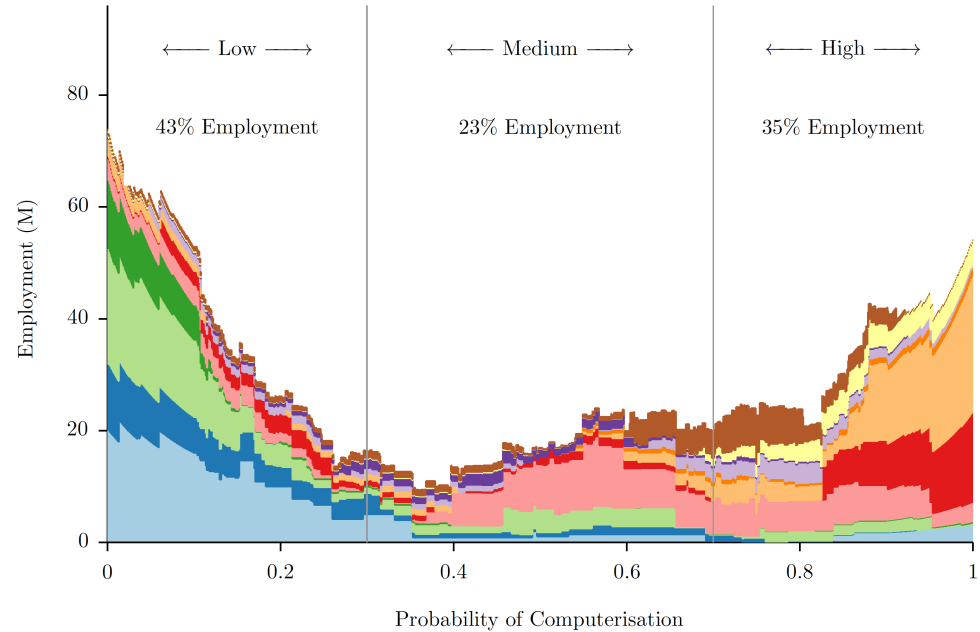 ⟵ Low ⟶
⟵ Medium ⟶
⟵ High ⟶
43% Employment
23% Employment
35% Employment
Employment (M)
80
60
40
20
0
0
0.2
0.4
0.6
0.8
1
Probability of Computerisation